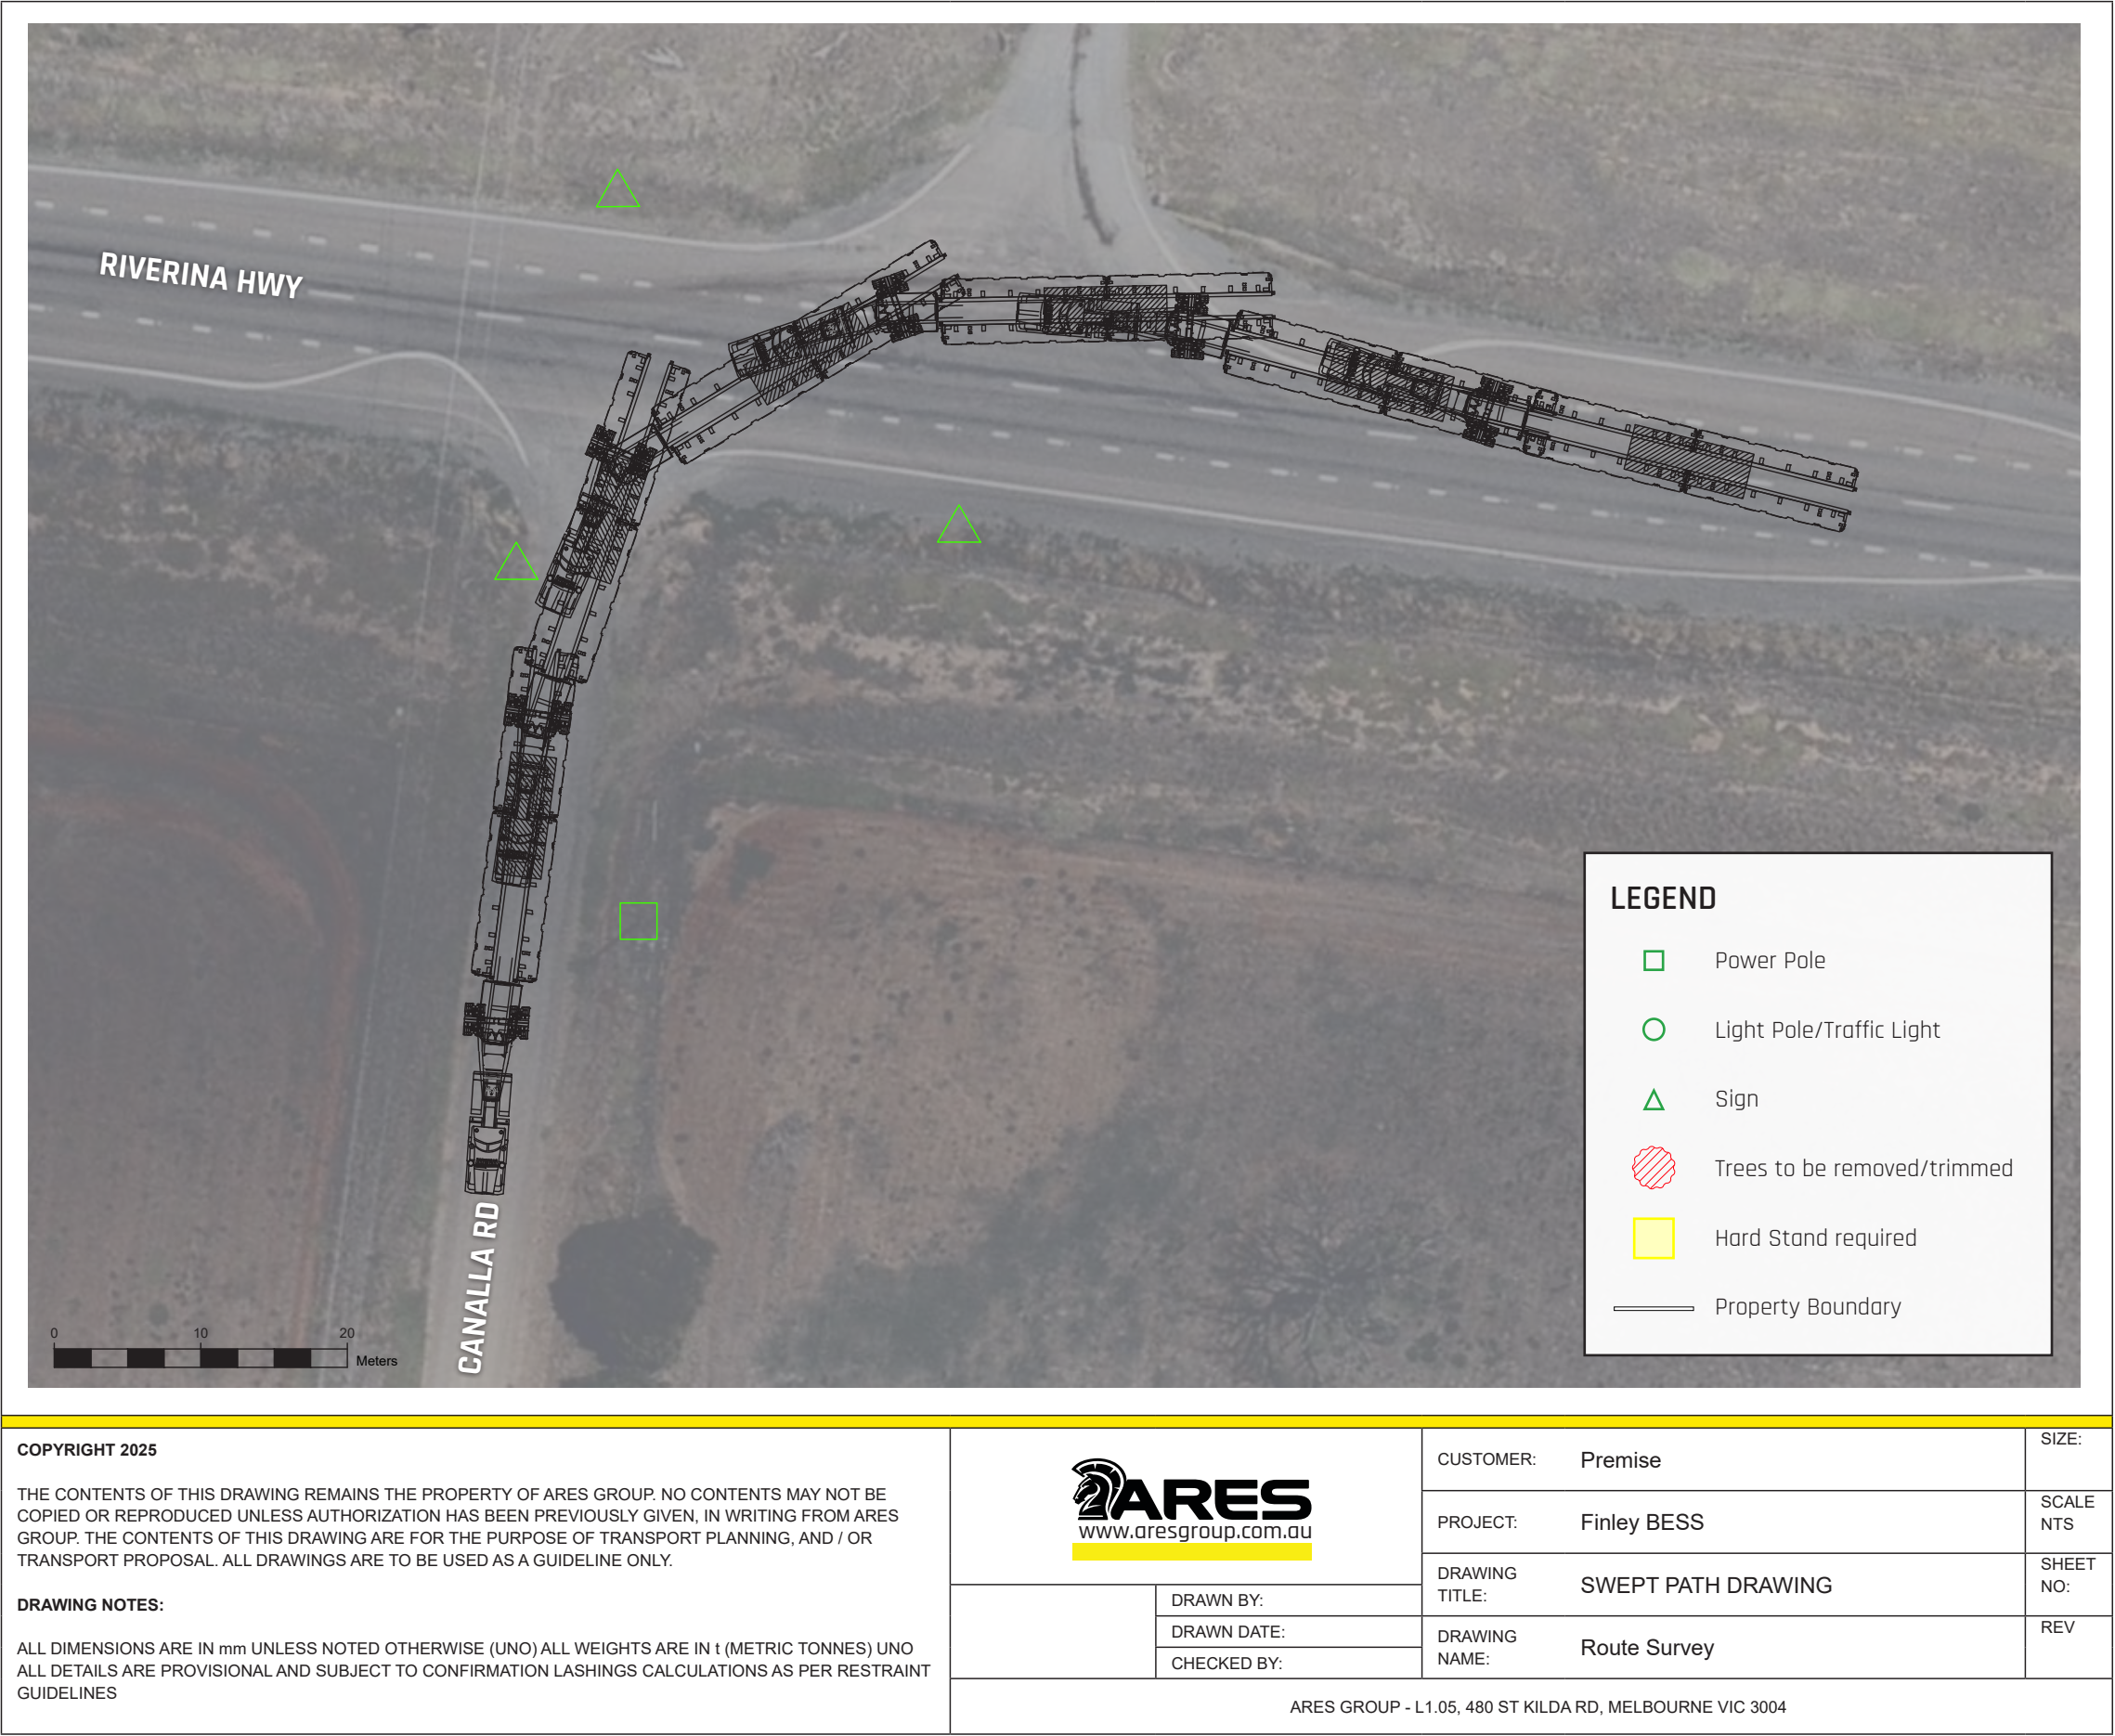 RIVERINA HWY
CANALLA RD
LEGEND
Power Pole
Light Pole/Traffic Light
Sign
Trees to be removed/trimmed
Hard Stand required
Property Boundary
0 10 20
Meters
COPYRIGHT 2025
THE CONTENTS OF THIS DRAWING REMAINS THE PROPERTY OF ARES GROUP. NO CONTENTS MAY NOT BE
COPIED OR REPRODUCED UNLESS AUTHORIZATION HAS BEEN PREVIOUSLY GIVEN, IN WRITING FROM ARES
GROUP. THE CONTENTS OF THIS DRAWING ARE FOR THE PURPOSE OF TRANSPORT PLANNING, AND / OR
TRANSPORT PROPOSAL. ALL DRAWINGS ARE TO BE USED AS A GUIDELINE ONLY.
DRAWING NOTES:
ALL DIMENSIONS ARE IN mm UNLESS NOTED OTHERWISE (UNO) ALL WEIGHTS ARE IN t (METRIC TONNES) UNO
ALL DETAILS ARE PROVISIONAL AND SUBJECT TO CONFIRMATION LASHINGS CALCULATIONS AS PER RESTRAINT
GUIDELINES
ARES
www.aresgroup.com.au
DRAWN BY:
DRAWN DATE:
CHECKED BY:
CUSTOMER: Premise
PROJECT: Finley BESS
DRAWING
TITLE: SWEPT PATH DRAWING
DRAWING
NAME: Route Survey
SIZE:
SCALE
NTS
SHEET
NO:
REV
ARES GROUP - L1.05, 480 ST KILDA RD, MELBOURNE VIC 3004